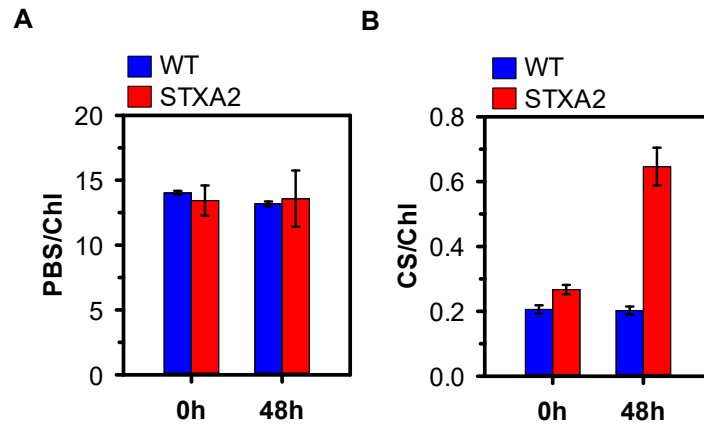 A
WT
STXA2
PBS/Chl
20
15
10
5
0
0h 48h
B
WT
STXA2
CS/Chl
0.8
0.6
0.4
0.2
0.0
0h 48h